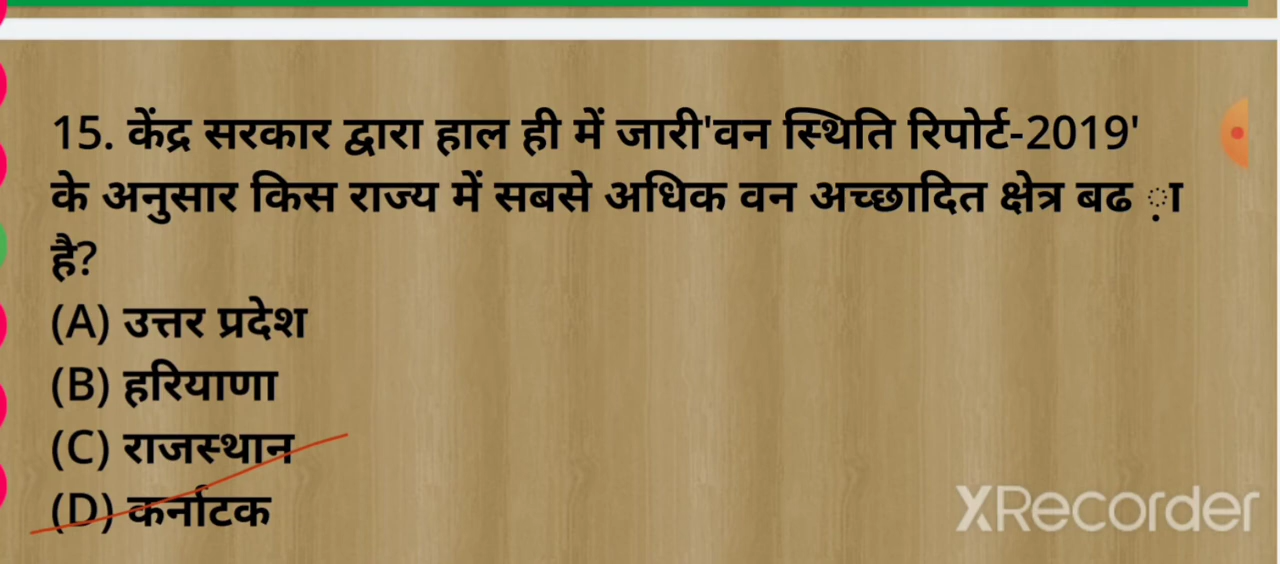 15. केंद्र सरकार द्वारा हाल ही में जारी'वन स्थिति रिपोर्ट-2019'
के अनुसार किस राज्य में सबसे अधिक वन अच्छादित क्षेत्र बढ ़ा
है?
(A) उत्तर प्रदेश
(B) हरियाणा
(C) राजस्थान
(D) कर्नाटक
XRecorder